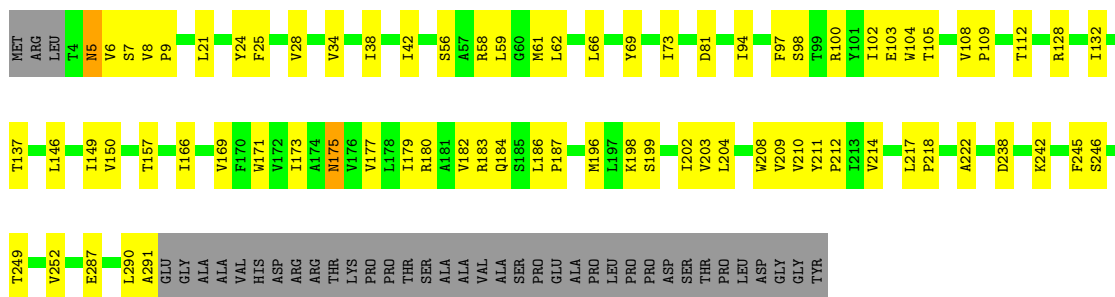 MET ARG LEU T4 N5 V6 S7 V8 P9 L21 Y24 F25 V28 V34 I38 I42 S56 A57 R58 L59 G60 M61 L62 L66 Y69 I73 D81 I94 F97 S98 T99 R100 Y101 I102 E103 W104 T105 V108 P109 T112 R128 I132
T137 L146 I149 V150 T157 I166 V169 F170 W171 V172 I173 A174 N175 V176 V177 L178 I179 R180 A181 V182 R183 Q184 S185 L186 P187 M196 L197 K198 S199 I202 V203 L204 W208 V209 V210 Y211 P212 I213 V214 L217 P218 A222 D238 K242 F245 S246
T249 V252 E287 L290 A291 GLU GLY ALA ALA VAL HIS ASP ARG ARG THR LYS PRO PRO THR SER ALA ALA VAL ALA SER PRO GLU ALA PRO LEU PRO PRO ASP SER THR PRO LEU ASP GLY GLY TYR